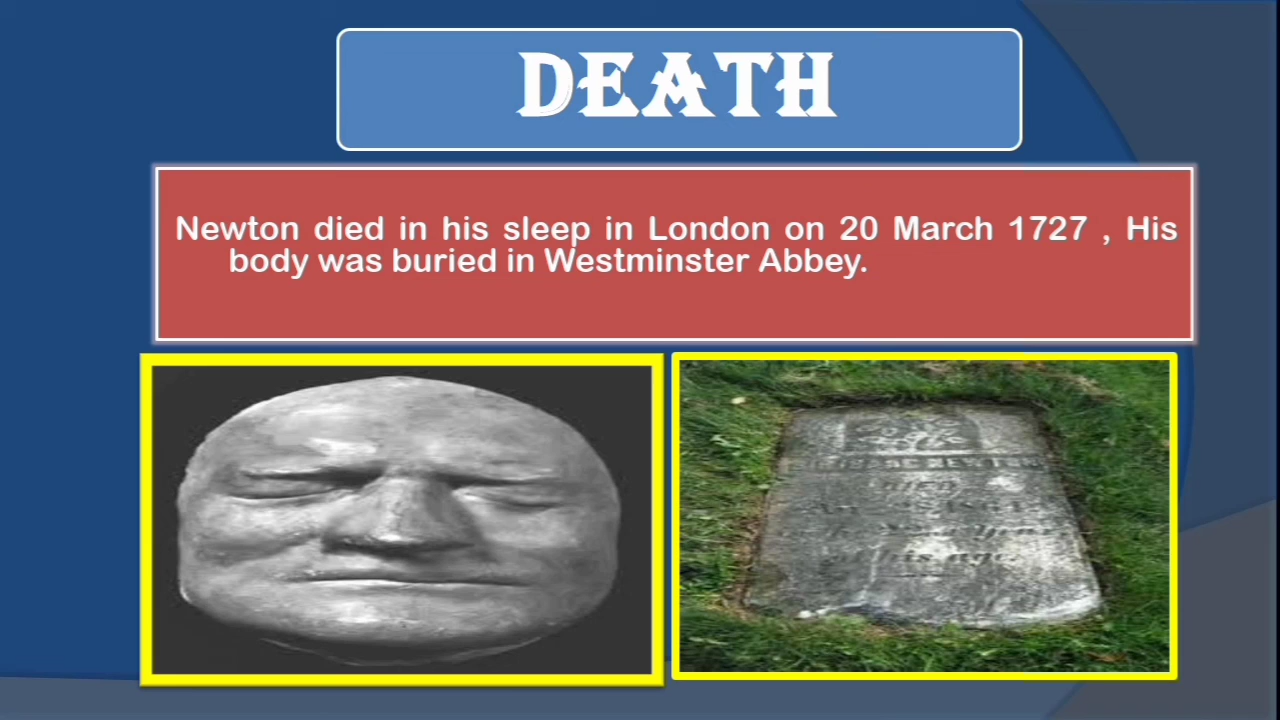 DEATH
Newton died in his sleep in London on 20 March 1727 , His
body was buried in Westminster Abbey.